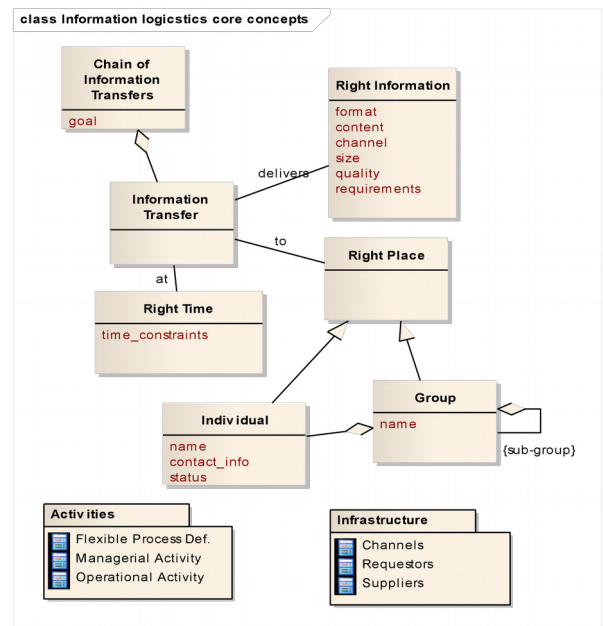 class Information logicstics core concepts
Chain of
Information
Transfers
goal
Right Information
format
content
channel
size
quality
requirements
delivers
Information
Transfer
to
Right Place
at
Right Time
time_constraints
Individual
name
contact_info
status
Group
name
{sub-group}
Activities
Flexible Process Def.
Managerial Activity
Operational Activity
Infrastructure
Channels
Requestors
Suppliers